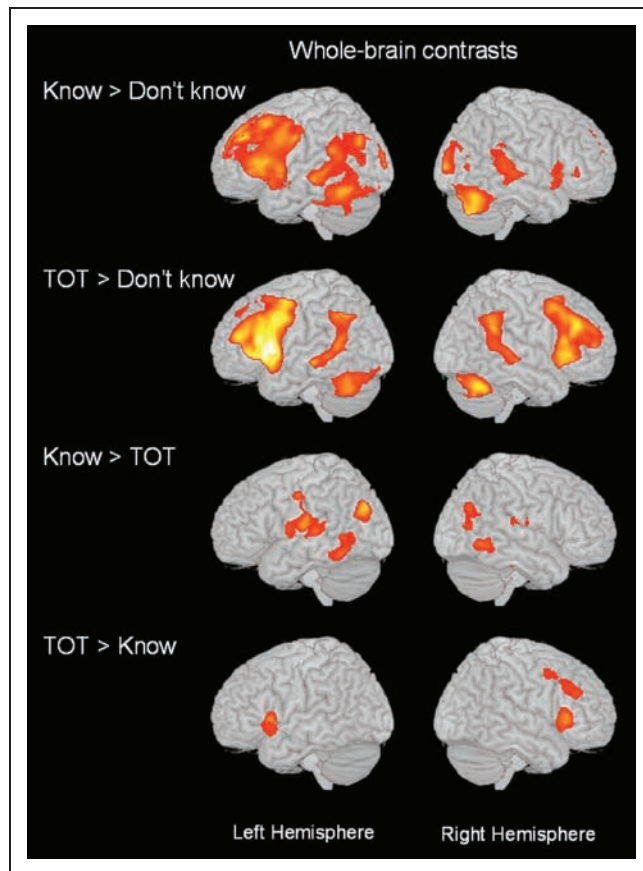 Whole-brain contrasts
Know > Don't know
TOT > Don't know
Know > TOT
TOT > Know
Left Hemisphere Right Hemisphere